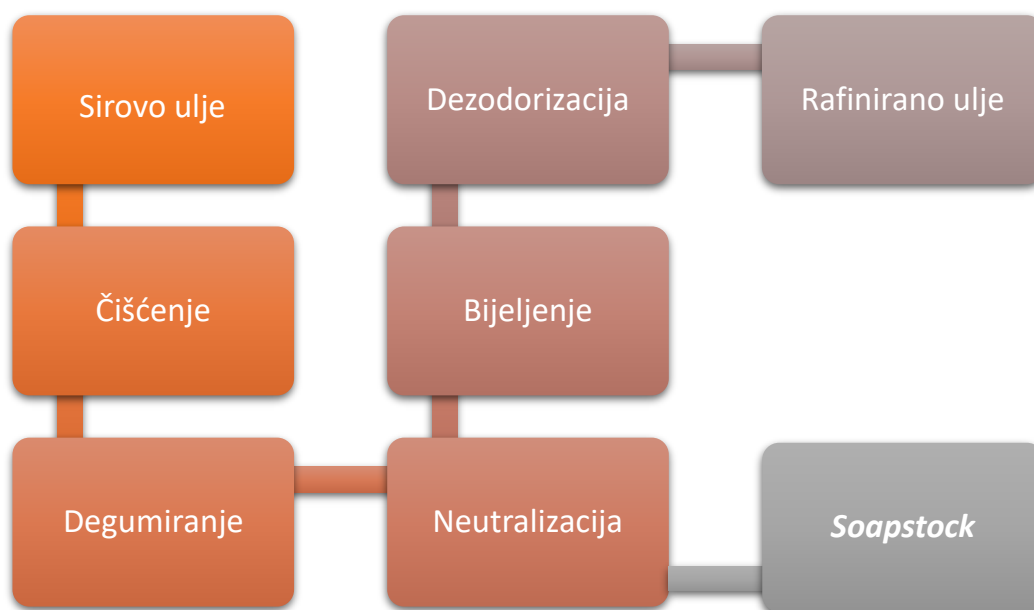 Sirovo ulje
Čišćenje
Degumiranje
Neutralizacija
Bijeljenje
Dezodorizacija
Rafinirano ulje
Soapstock